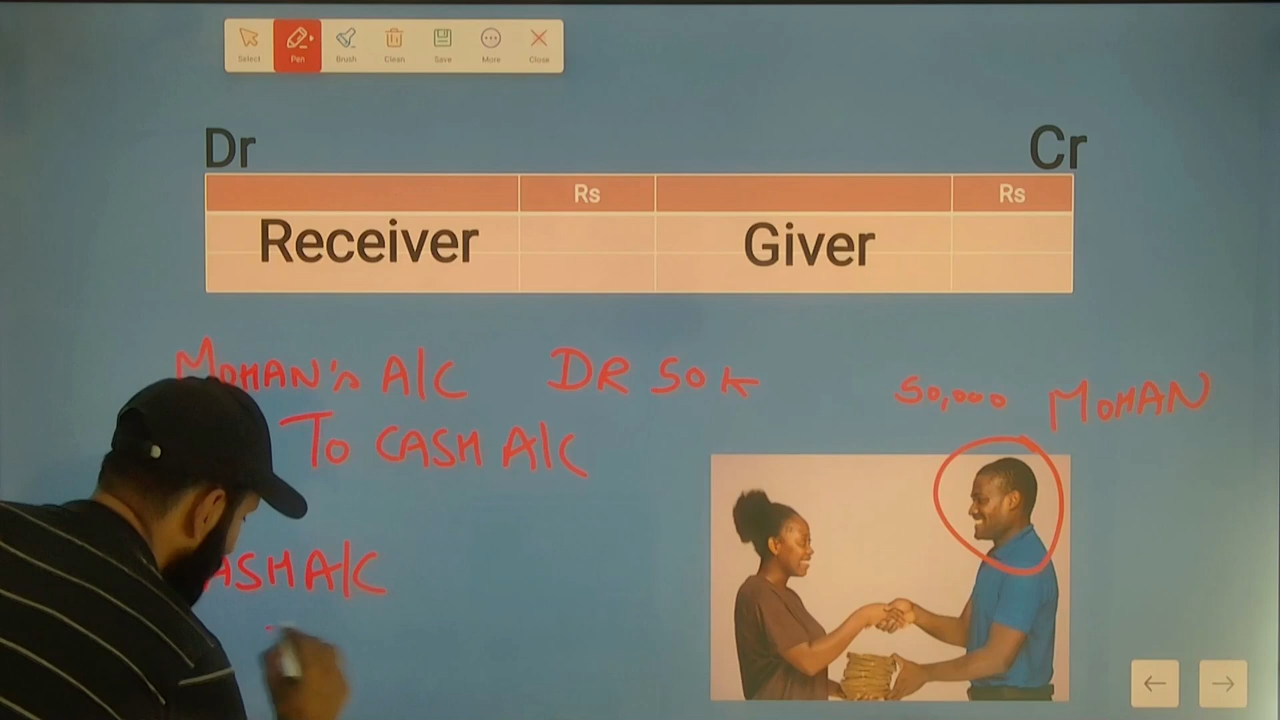 Select Pen Brush Clean Save More Close
Dr Cr
Rs Rs
Receiver Giver
MOHAN's A/C DR 50K
50,000 MOHAN
To CASH A/C
CASH A/C